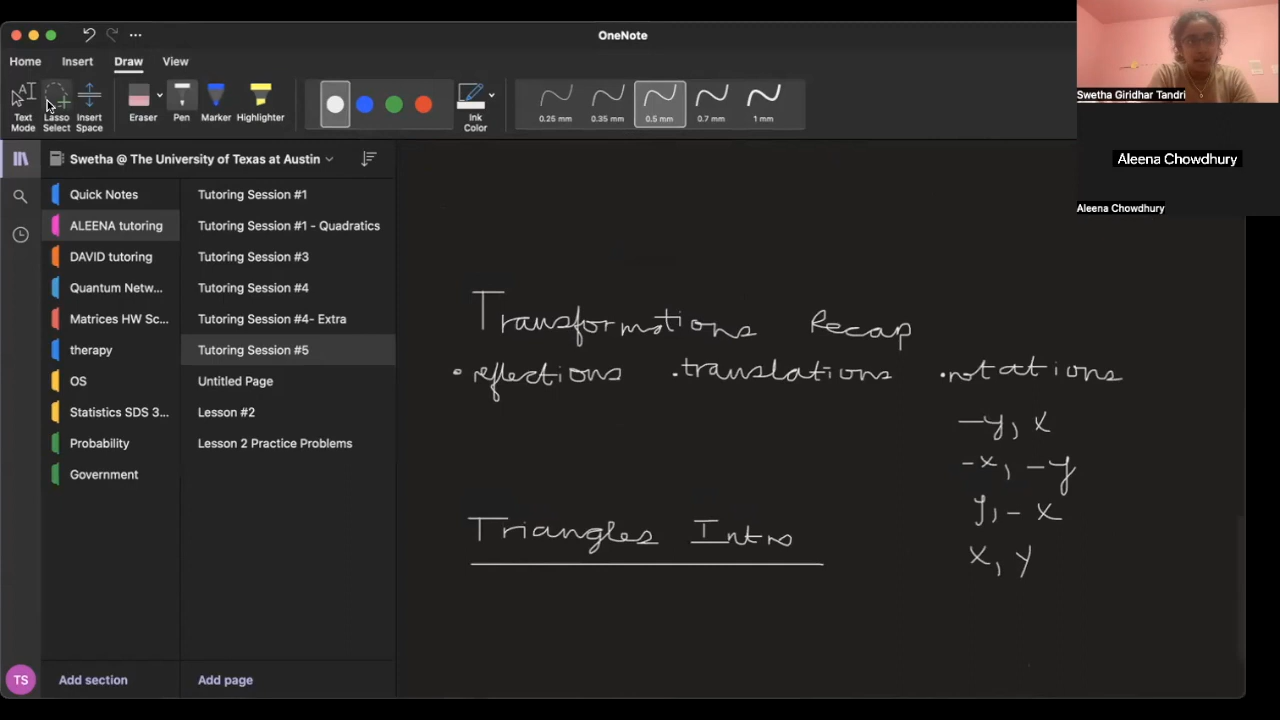 OneNote
Home Insert Draw View
Text Mode
Lasso Select
Insert Space
Eraser
Pen
Marker
Highlighter
Ink Color
0.25 mm 0.35 mm 0.5 mm 0.7 mm 1 mm
Swetha Giridhar Tandri
Aleena Chowdhury
Aleena Chowdhury
Swetha @ The University of Texas at Austin
Quick Notes
ALEENA tutoring
DAVID tutoring
Quantum Netw...
Matrices HW Sc...
therapy
OS
Statistics SDS 3...
Probability
Government
Tutoring Session #1
Tutoring Session #1 - Quadratics
Tutoring Session #3
Tutoring Session #4
Tutoring Session #4- Extra
Tutoring Session #5
Untitled Page
Lesson #2
Lesson 2 Practice Problems
Transformations Recap
• reflections • translations • rotations
-y, x
-x, -y
y, -x
x, y
Triangles Intro
TS
Add section
Add page